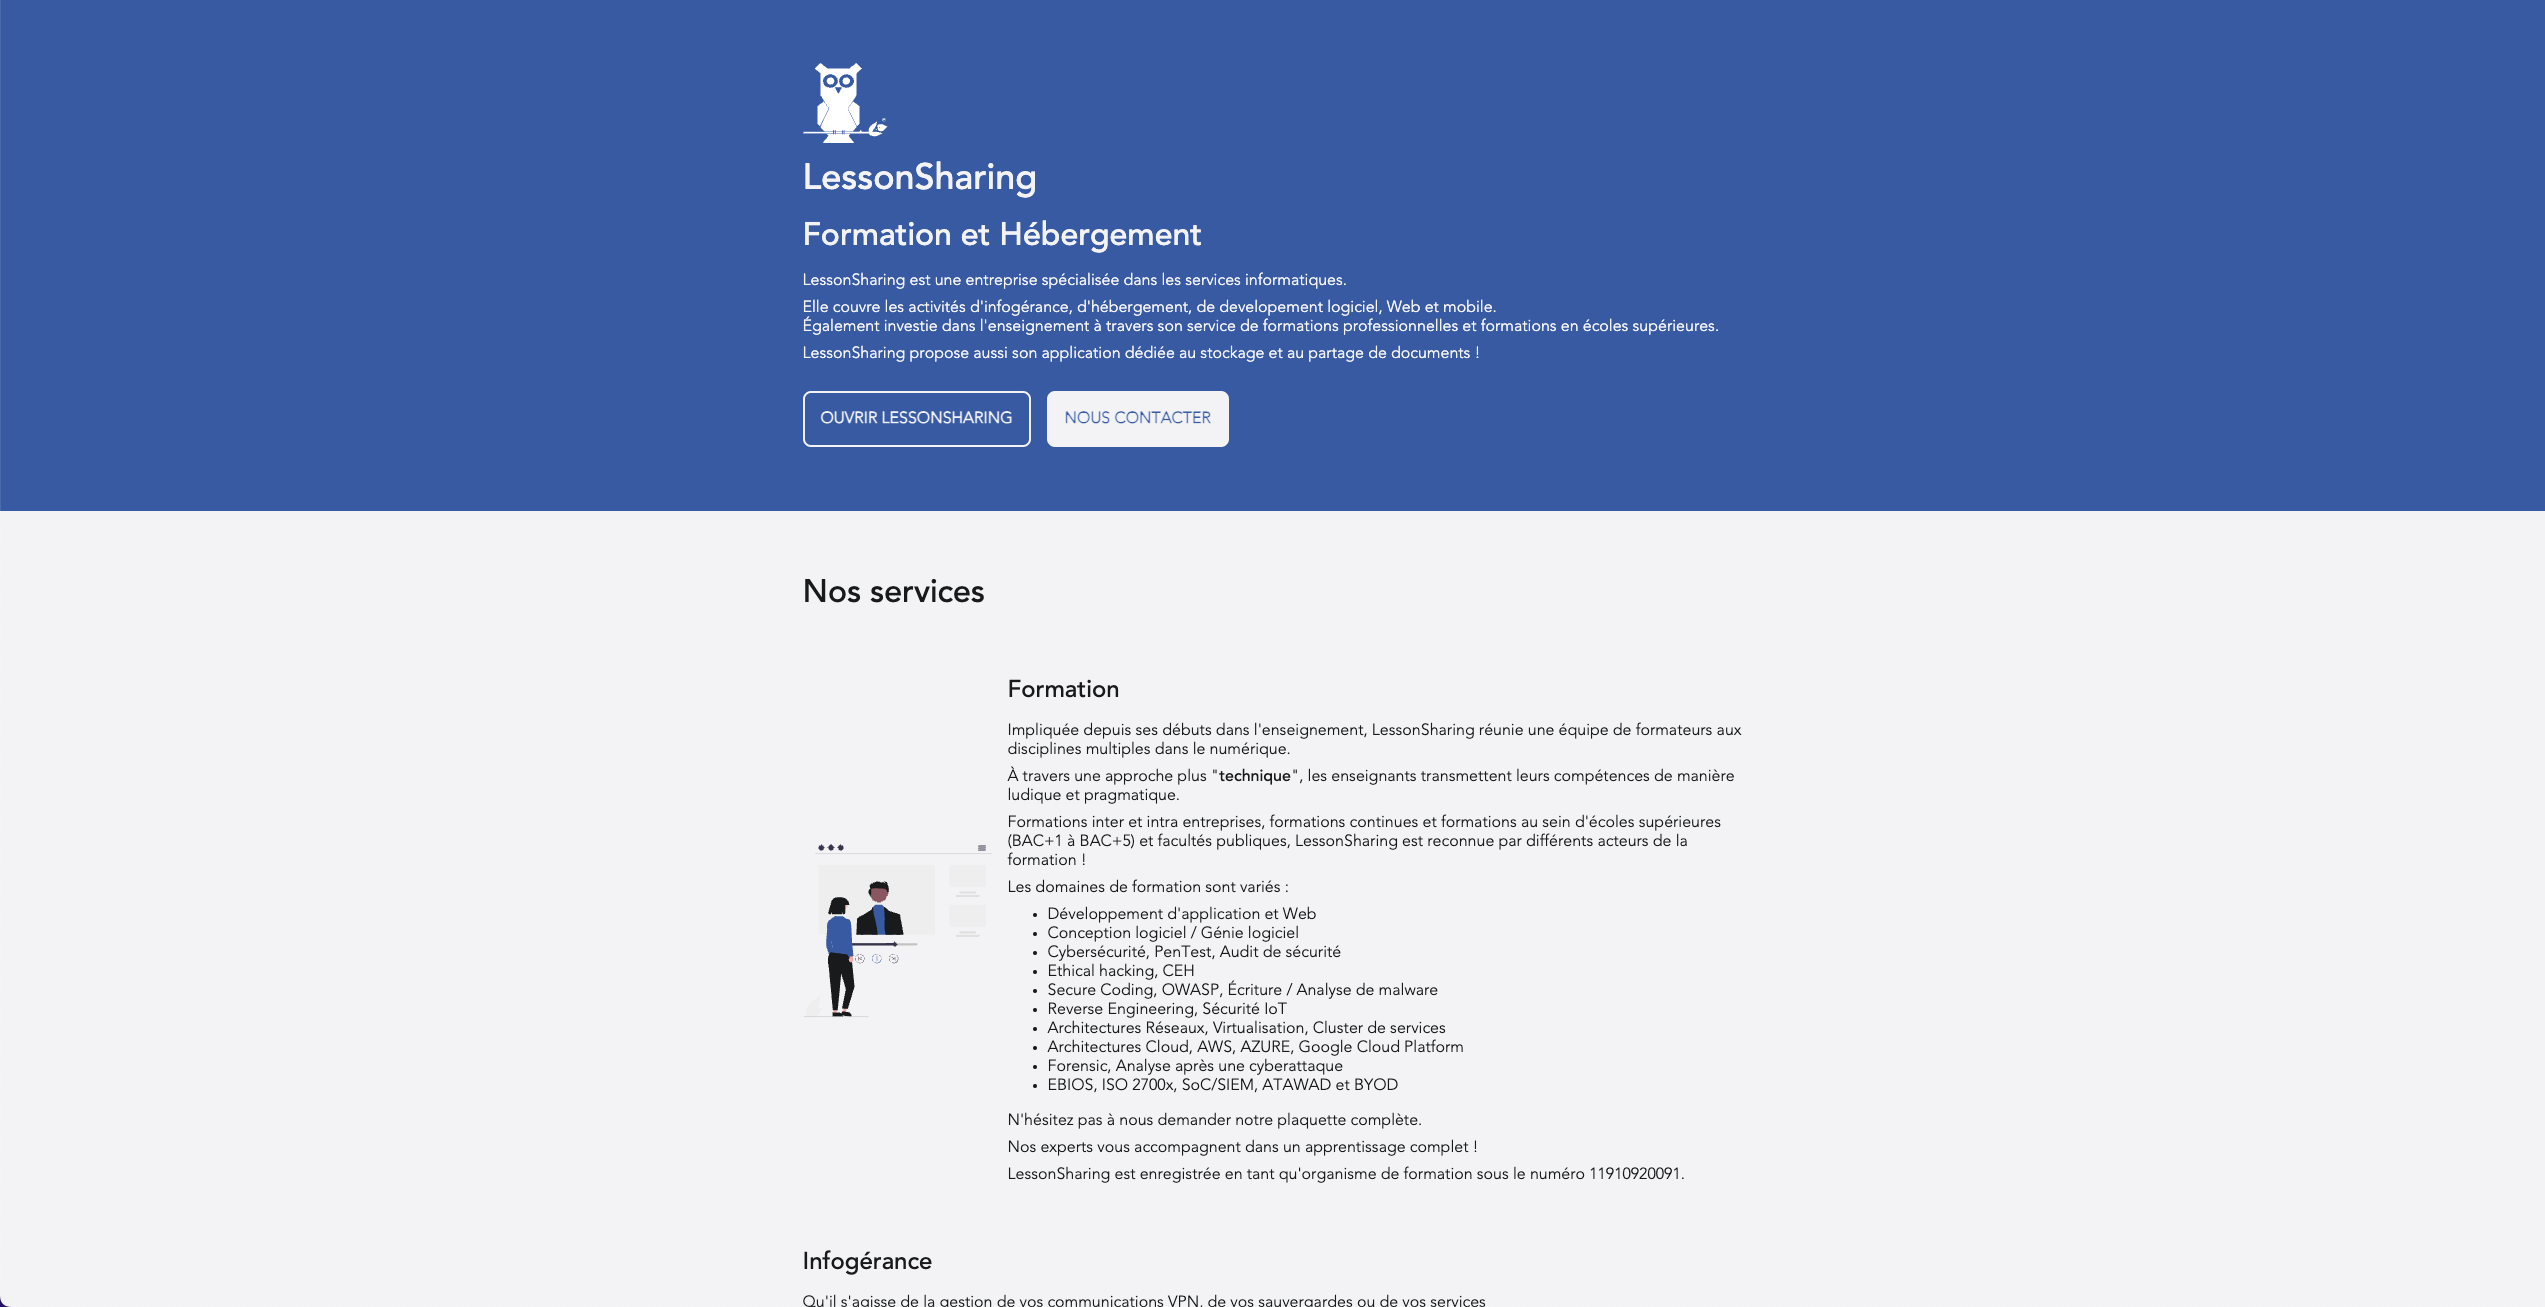 LessonSharing
Formation et Hébergement
LessonSharing est une entreprise spécialisée dans les services informatiques.
Elle couvre les activités d'infogérance, d'hébergement, de developement logiciel, Web et mobile.
Également investie dans l'enseignement à travers son service de formations professionnelles et formations en écoles supérieures.
LessonSharing propose aussi son application dédiée au stockage et au partage de documents !
OUVRIR LESSONSHARING
NOUS CONTACTER
Nos services
Formation
Impliquée depuis ses débuts dans l'enseignement, LessonSharing réunie une équipe de formateurs aux
disciplines multiples dans le numérique.
À travers une approche plus "technique", les enseignants transmettent leurs compétences de manière
ludique et pragmatique.
Formations inter et intra entreprises, formations continues et formations au sein d'écoles supérieures
(BAC+1 à BAC+5) et facultés publiques, LessonSharing est reconnue par différents acteurs de la
formation !
Les domaines de formation sont variés :
• Développement d'application et Web
• Conception logiciel / Génie logiciel
• Cybersécurité, PenTest, Audit de sécurité
• Ethical hacking, CEH
• Secure Coding, OWASP, Écriture / Analyse de malware
• Reverse Engineering, Sécurité IoT
• Architectures Réseaux, Virtualisation, Cluster de services
• Architectures Cloud, AWS, AZURE, Google Cloud Platform
• Forensic, Analyse après une cyberattaque
• EBIOS, ISO 2700x, SoC/SIEM, ATAWAD et BYOD
N'hésitez pas à nous demander notre plaquette complète.
Nos experts vous accompagnent dans un apprentissage complet !
LessonSharing est enregistrée en tant qu'organisme de formation sous le numéro 11910920091.
Infogérance
Qu'il s'agisse de la gestion de vos communications VPN, de vos sauvergardes ou de vos services